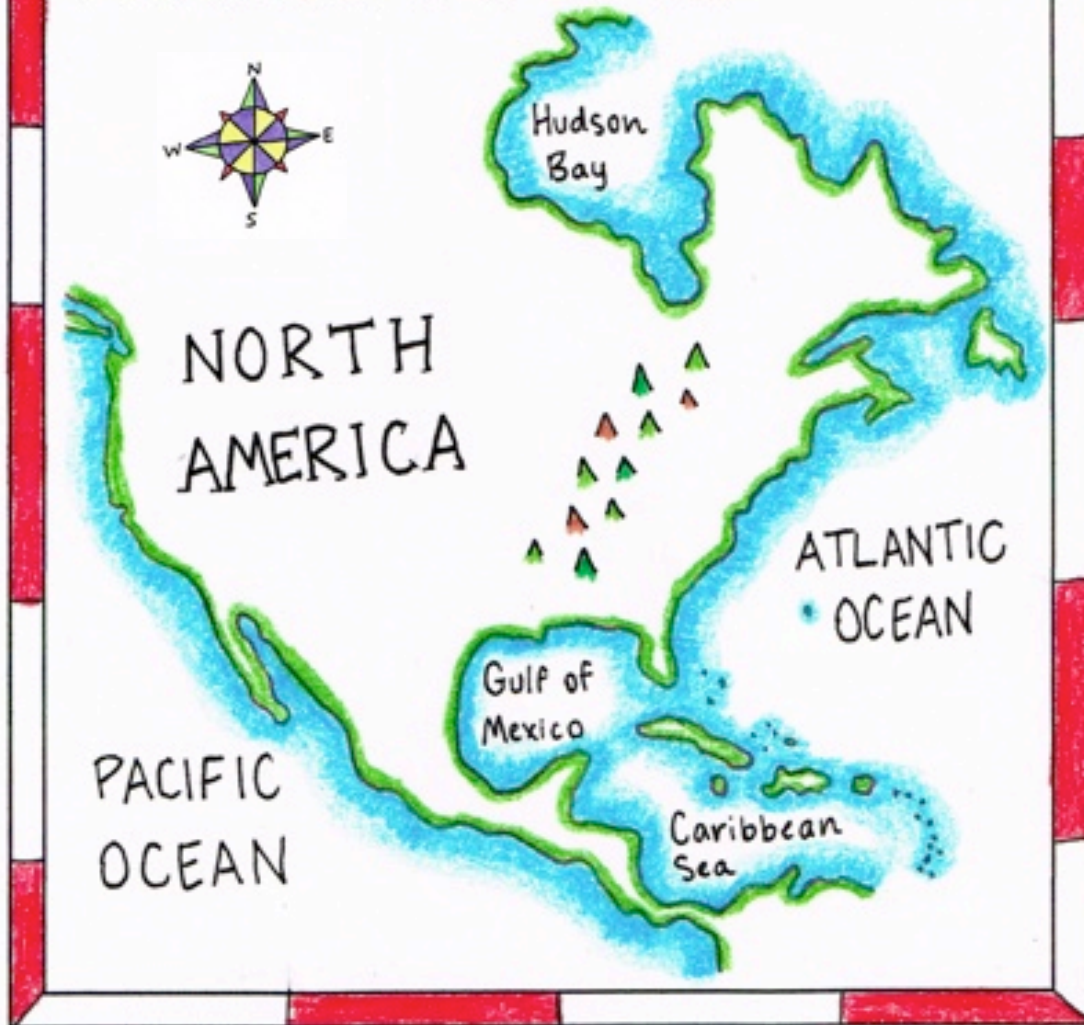 N
W E
S
Hudson
Bay
NORTH
AMERICA
ATLANTIC
OCEAN
Gulf of
Mexico
PACIFIC
OCEAN
Caribbean
Sea